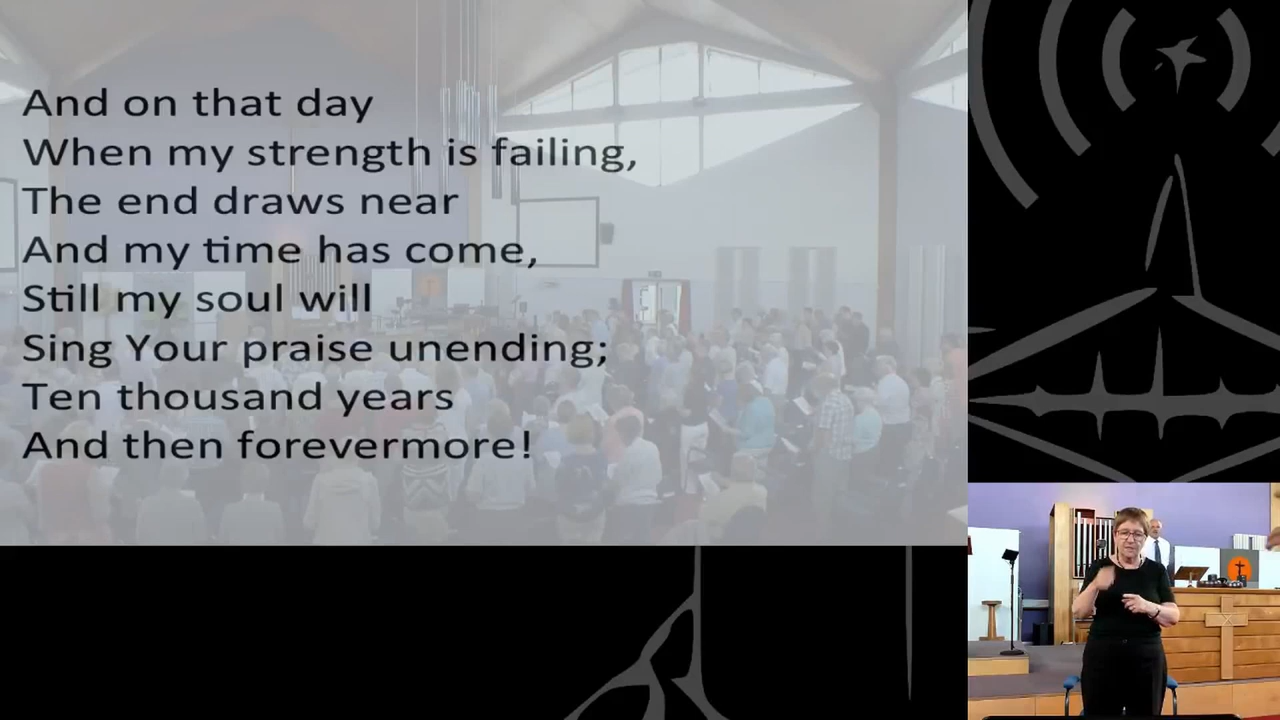 And on that day
When my strength is failing,
The end draws near
And my time has come,
Still my soul will
Sing Your praise unending;
Ten thousand years
And then forevermore!